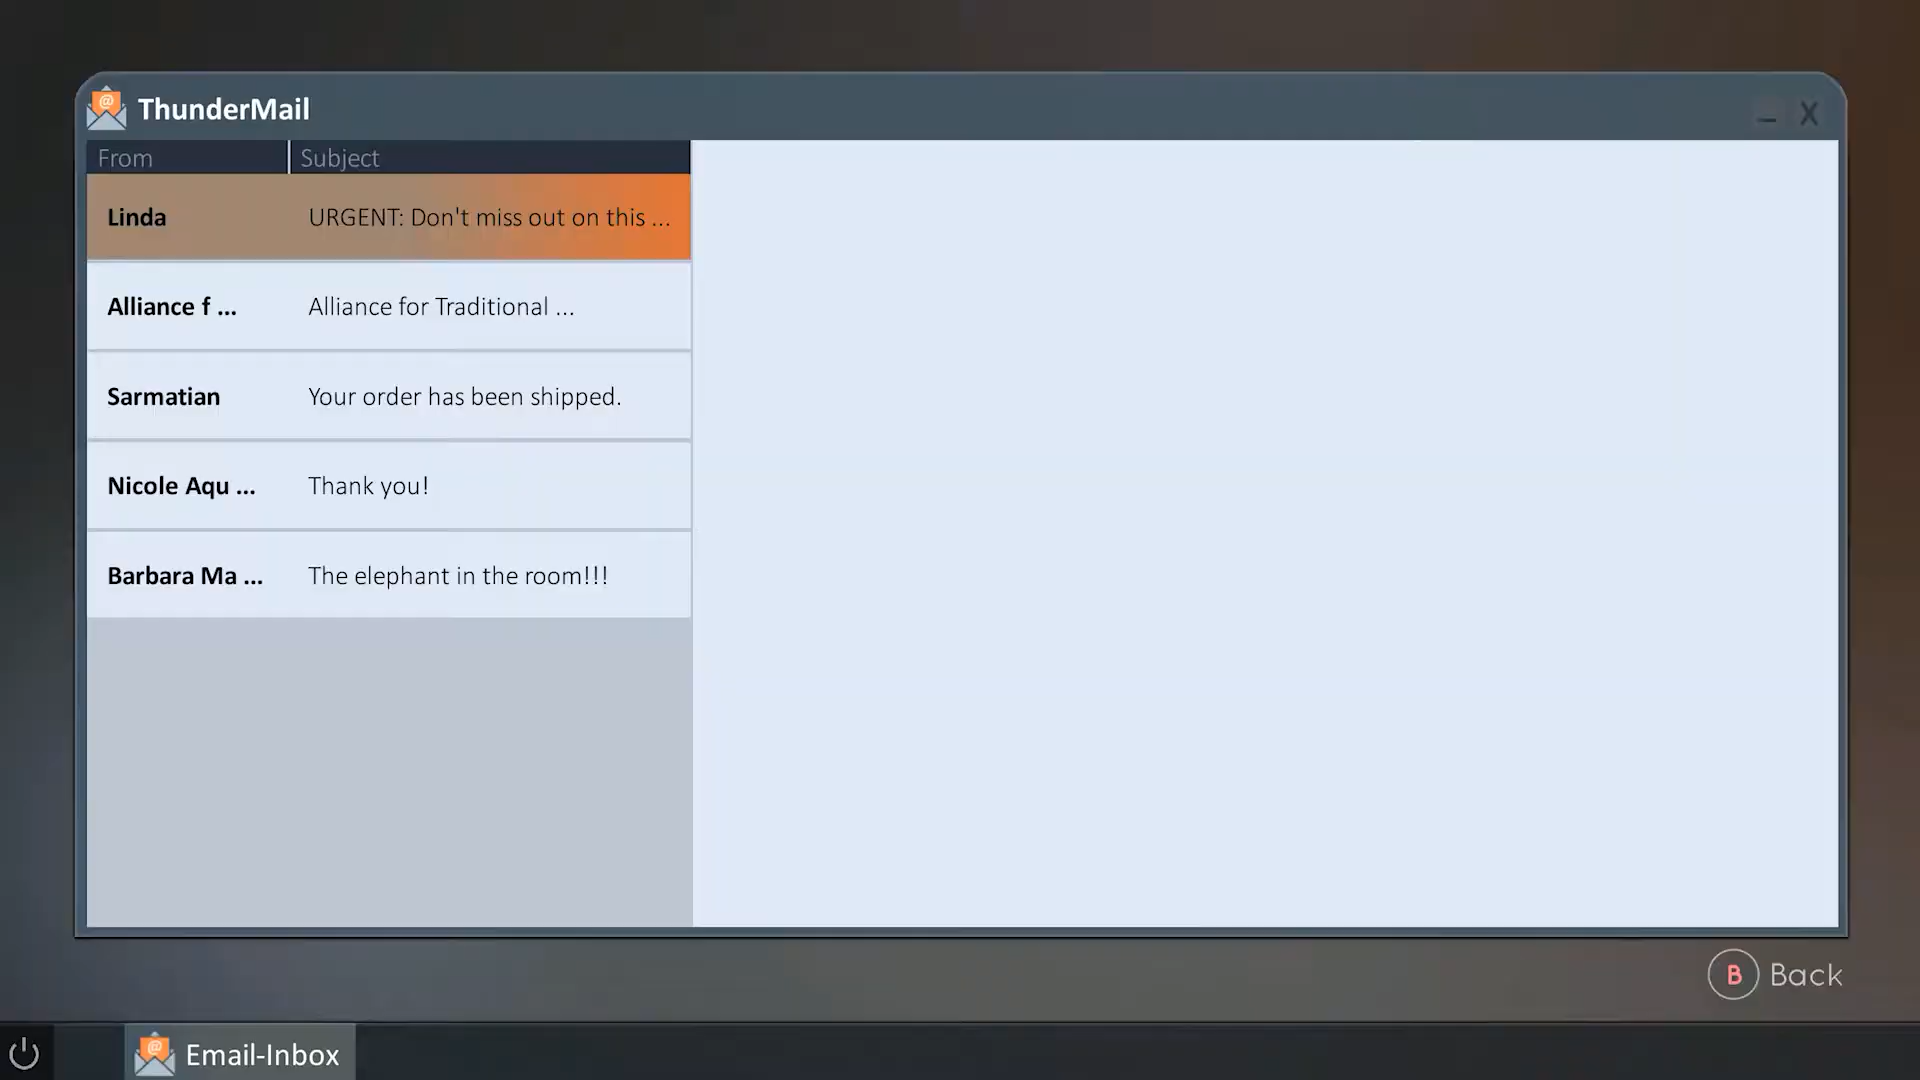 ThunderMail
From Subject
Linda URGENT: Don't miss out on this ...
Alliance f ... Alliance for Traditional ...
Sarmatian Your order has been shipped.
Nicole Aqu ... Thank you!
Barbara Ma ... The elephant in the room!!!
B Back
Email-Inbox